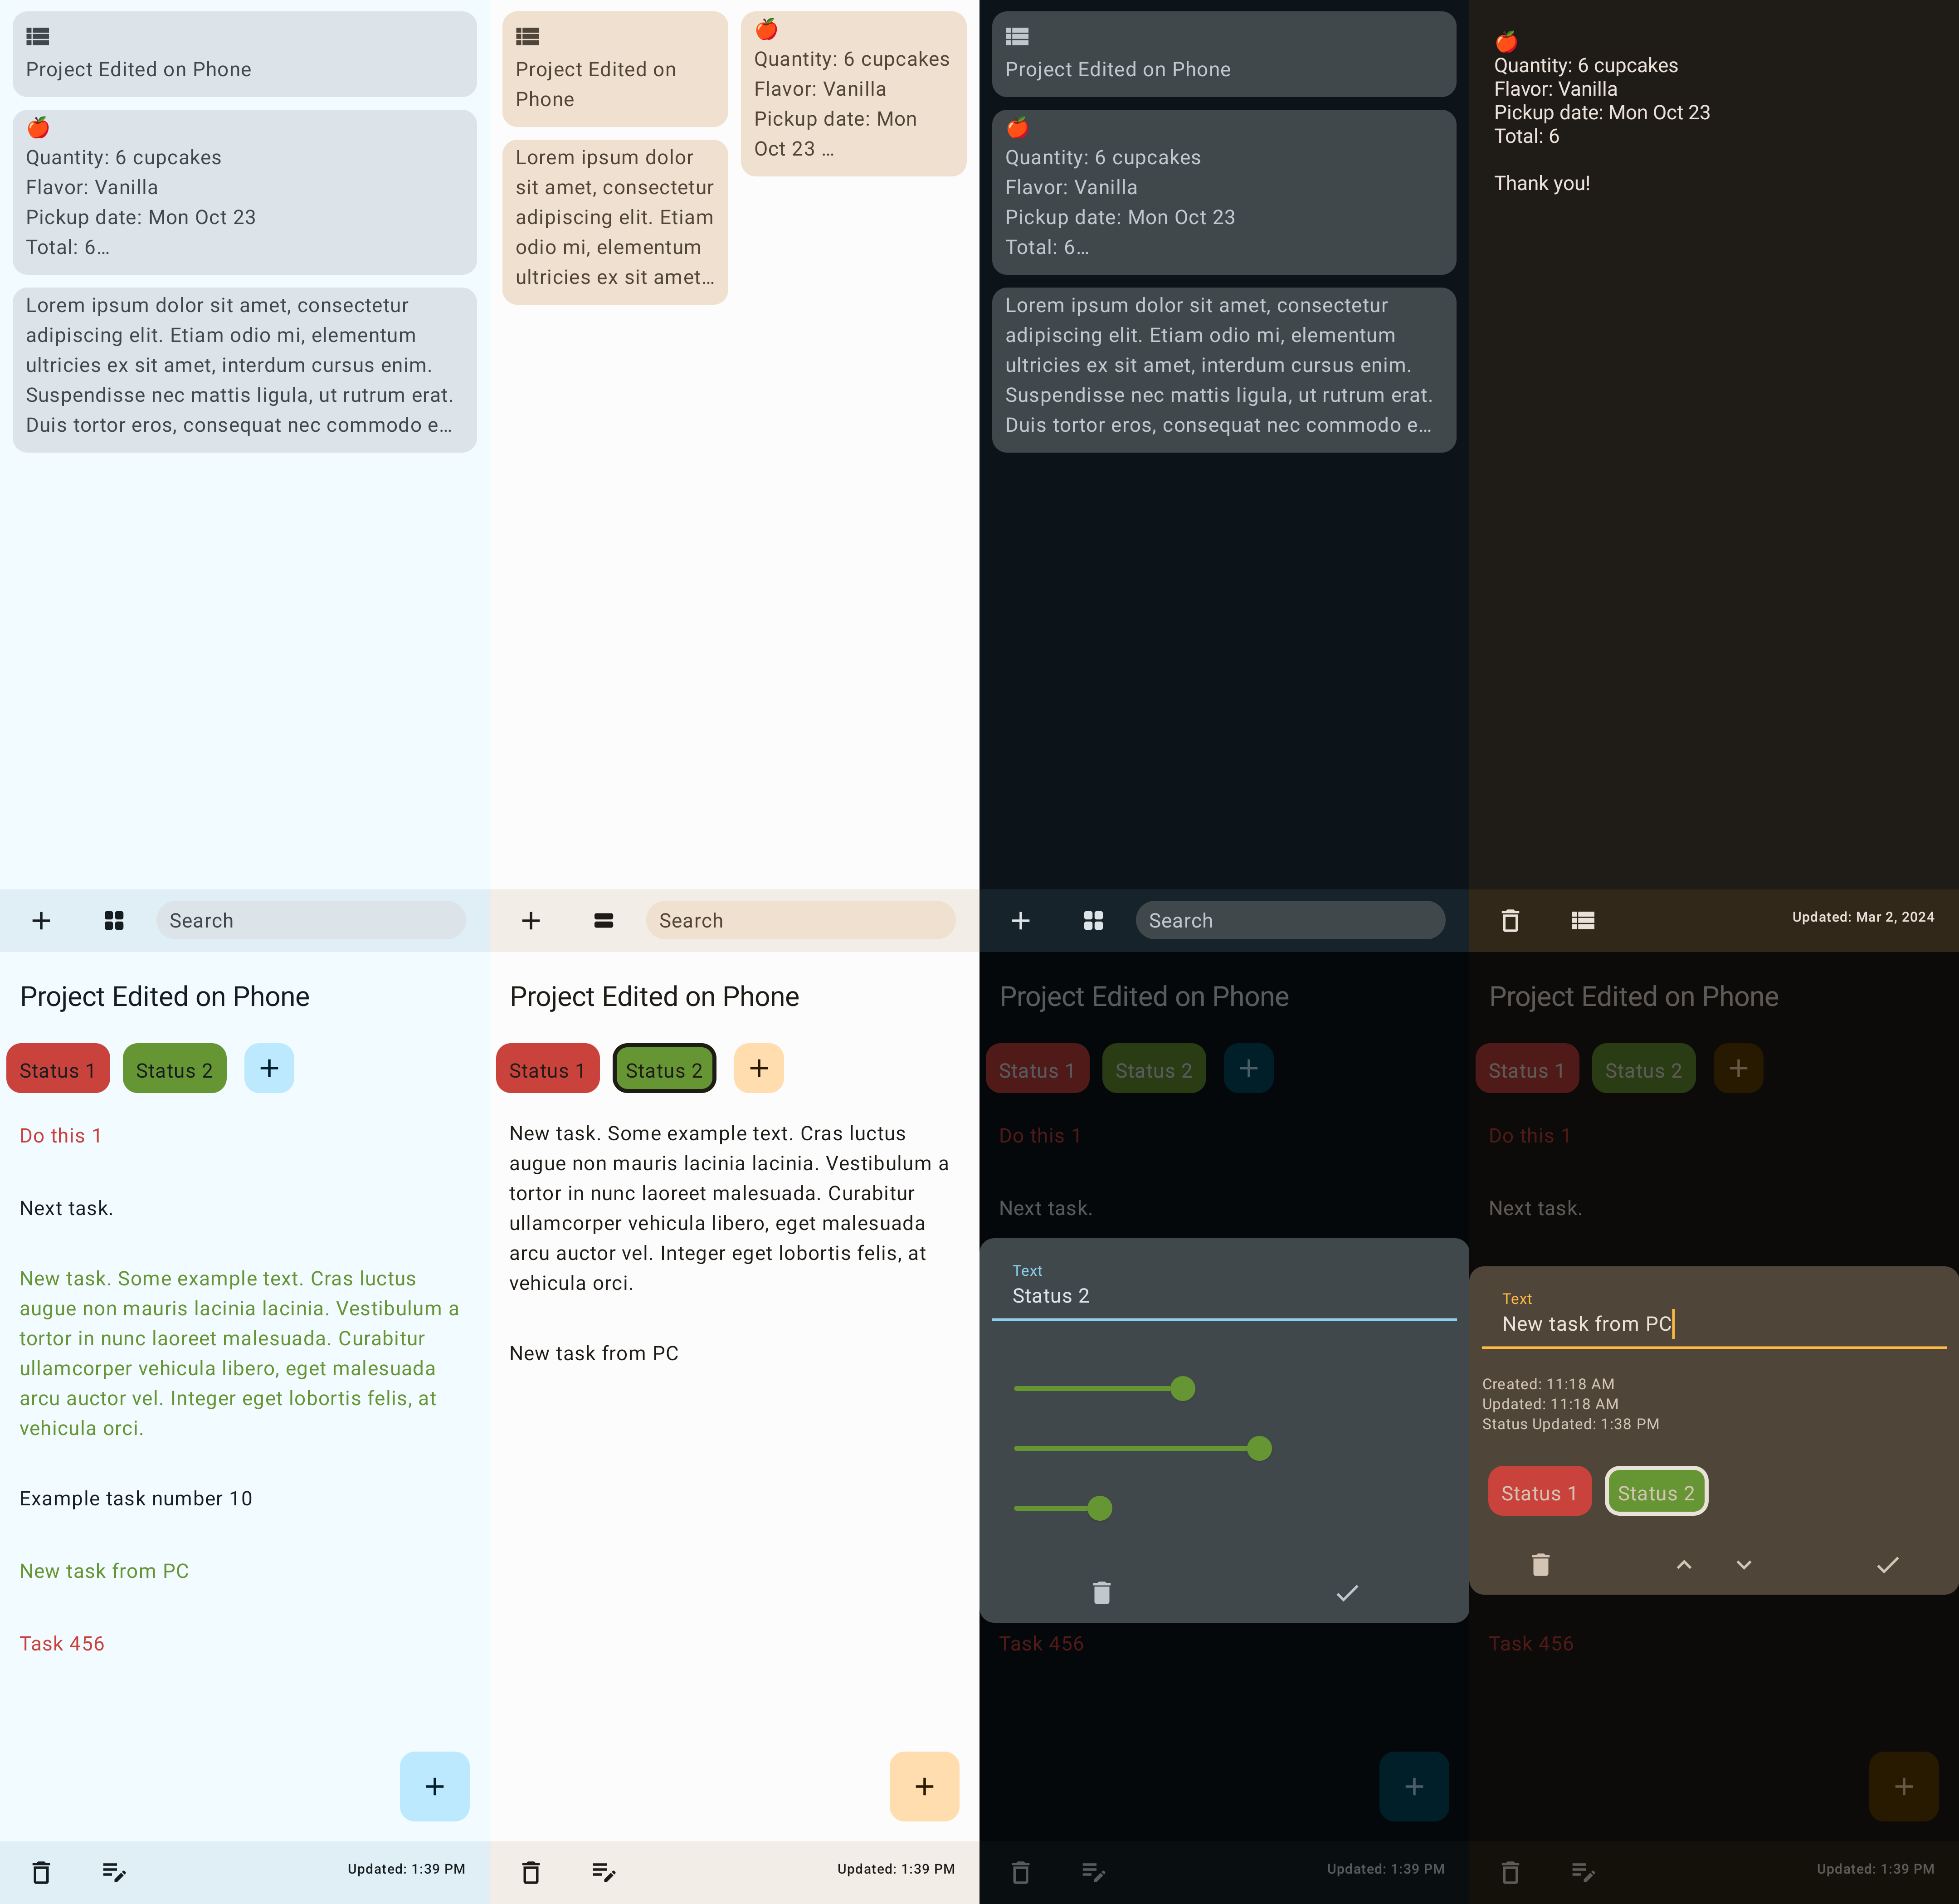 Project Edited on Phone
🍎
Quantity: 6 cupcakes
Flavor: Vanilla
Pickup date: Mon Oct 23
Total: 6…
Lorem ipsum dolor sit amet, consectetur
adipiscing elit. Etiam odio mi, elementum
ultricies ex sit amet, interdum cursus enim.
Suspendisse nec mattis ligula, ut rutrum erat.
Duis tortor eros, consequat nec commodo e…
Search
Project Edited on
Phone
Lorem ipsum dolor
sit amet, consectetur
adipiscing elit. Etiam
odio mi, elementum
ultricies ex sit amet…
🍎
Quantity: 6 cupcakes
Flavor: Vanilla
Pickup date: Mon
Oct 23 …
Search
Project Edited on Phone
🍎
Quantity: 6 cupcakes
Flavor: Vanilla
Pickup date: Mon Oct 23
Total: 6…
Lorem ipsum dolor sit amet, consectetur
adipiscing elit. Etiam odio mi, elementum
ultricies ex sit amet, interdum cursus enim.
Suspendisse nec mattis ligula, ut rutrum erat.
Duis tortor eros, consequat nec commodo e…
Search
🍎
Quantity: 6 cupcakes
Flavor: Vanilla
Pickup date: Mon Oct 23
Total: 6
Thank you!
Updated: Mar 2, 2024
Project Edited on Phone
Status 1
Status 2
Do this 1
Next task.
New task. Some example text. Cras luctus
augue non mauris lacinia lacinia. Vestibulum a
tortor in nunc laoreet malesuada. Curabitur
ullamcorper vehicula libero, eget malesuada
arcu auctor vel. Integer eget lobortis felis, at
vehicula orci.
Example task number 10
New task from PC
Task 456
Updated: 1:39 PM
Project Edited on Phone
Status 1
Status 2
New task. Some example text. Cras luctus
augue non mauris lacinia lacinia. Vestibulum a
tortor in nunc laoreet malesuada. Curabitur
ullamcorper vehicula libero, eget malesuada
arcu auctor vel. Integer eget lobortis felis, at
vehicula orci.
New task from PC
Updated: 1:39 PM
Project Edited on Phone
Status 1
Status 2
Do this 1
Next task.
Text
Status 2
Task 456
Updated: 1:39 PM
Project Edited on Phone
Status 1
Status 2
Do this 1
Next task.
Text
New task from PC
Created: 11:18 AM
Updated: 11:18 AM
Status Updated: 1:38 PM
Status 1
Status 2
Task 456
Updated: 1:39 PM